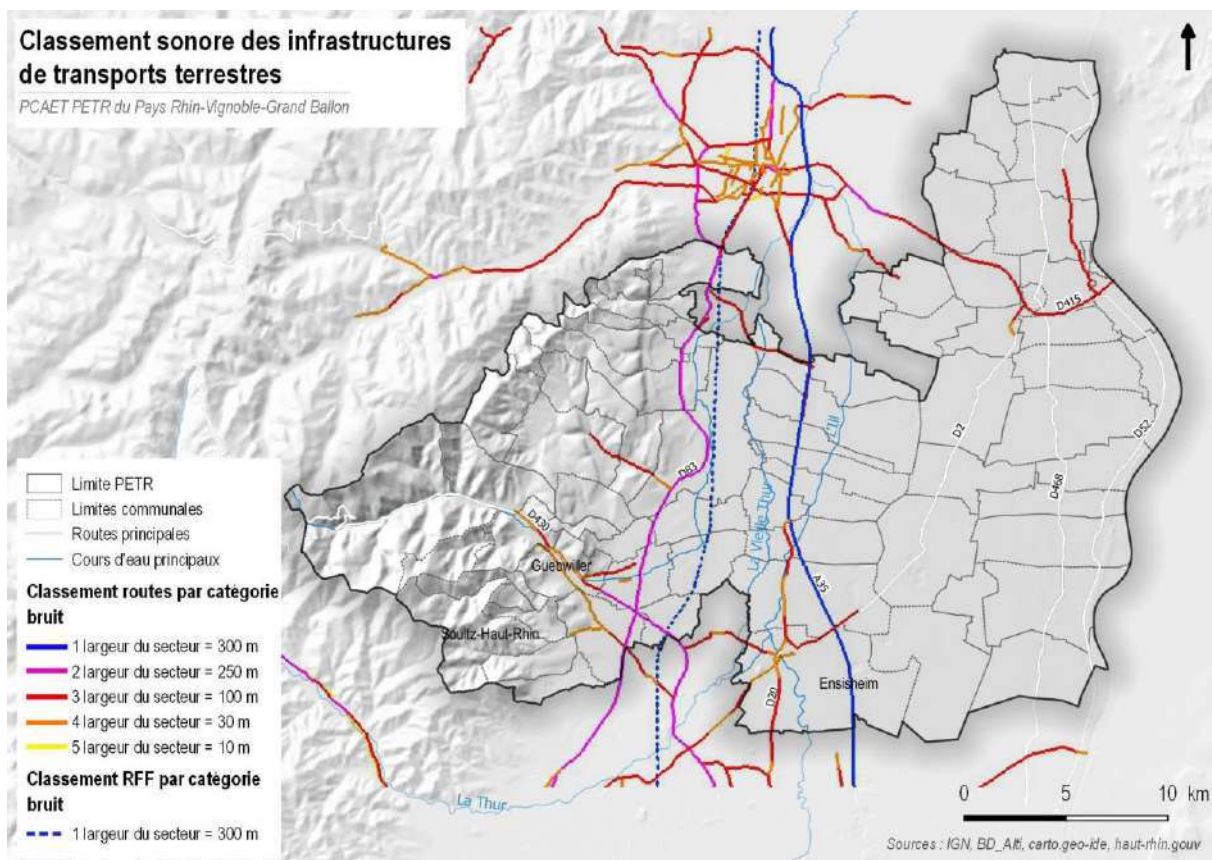 Classement sonore des infrastructures
de transports terrestres
PCAET PETR du Pays Rhin-Vignoble-Grand Ballon
D415
D2
D52
D468
D83
L'Ill
La Vieille Thur
D430
Guebwiller
A35
Soultz-Haut-Rhin
Ensisheim
D20
La Thur
Limite PETR
Limites communales
Routes principales
Cours d'eau principaux
Classement routes par catégorie
bruit
1 largeur du secteur = 300 m
2 largeur du secteur = 250 m
3 largeur du secteur = 100 m
4 largeur du secteur = 30 m
5 largeur du secteur = 10 m
Classement RFF par catégorie
bruit
1 largeur du secteur = 300 m
0 5 10 km
Sources : IGN, BD_Alti, carto.geo-ide, haut-rhin.gouv